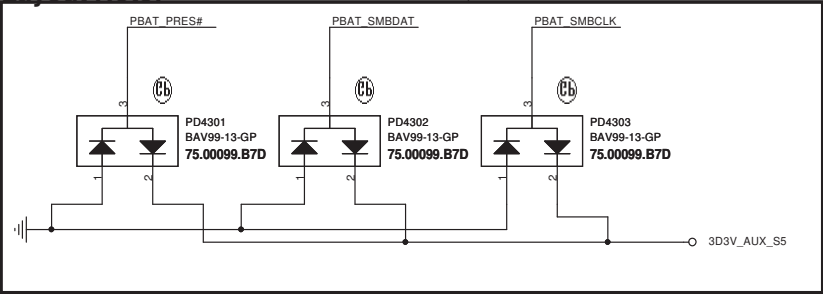 PBAT_PRES#
PBAT_SMBDAT
PBAT_SMBCLK
3
PD4301
BAV99-13-GP
75.00099.B7D
1
2
3
PD4302
BAV99-13-GP
75.00099.B7D
1
2
3
PD4303
BAV99-13-GP
75.00099.B7D
1
2
3D3V_AUX_S5